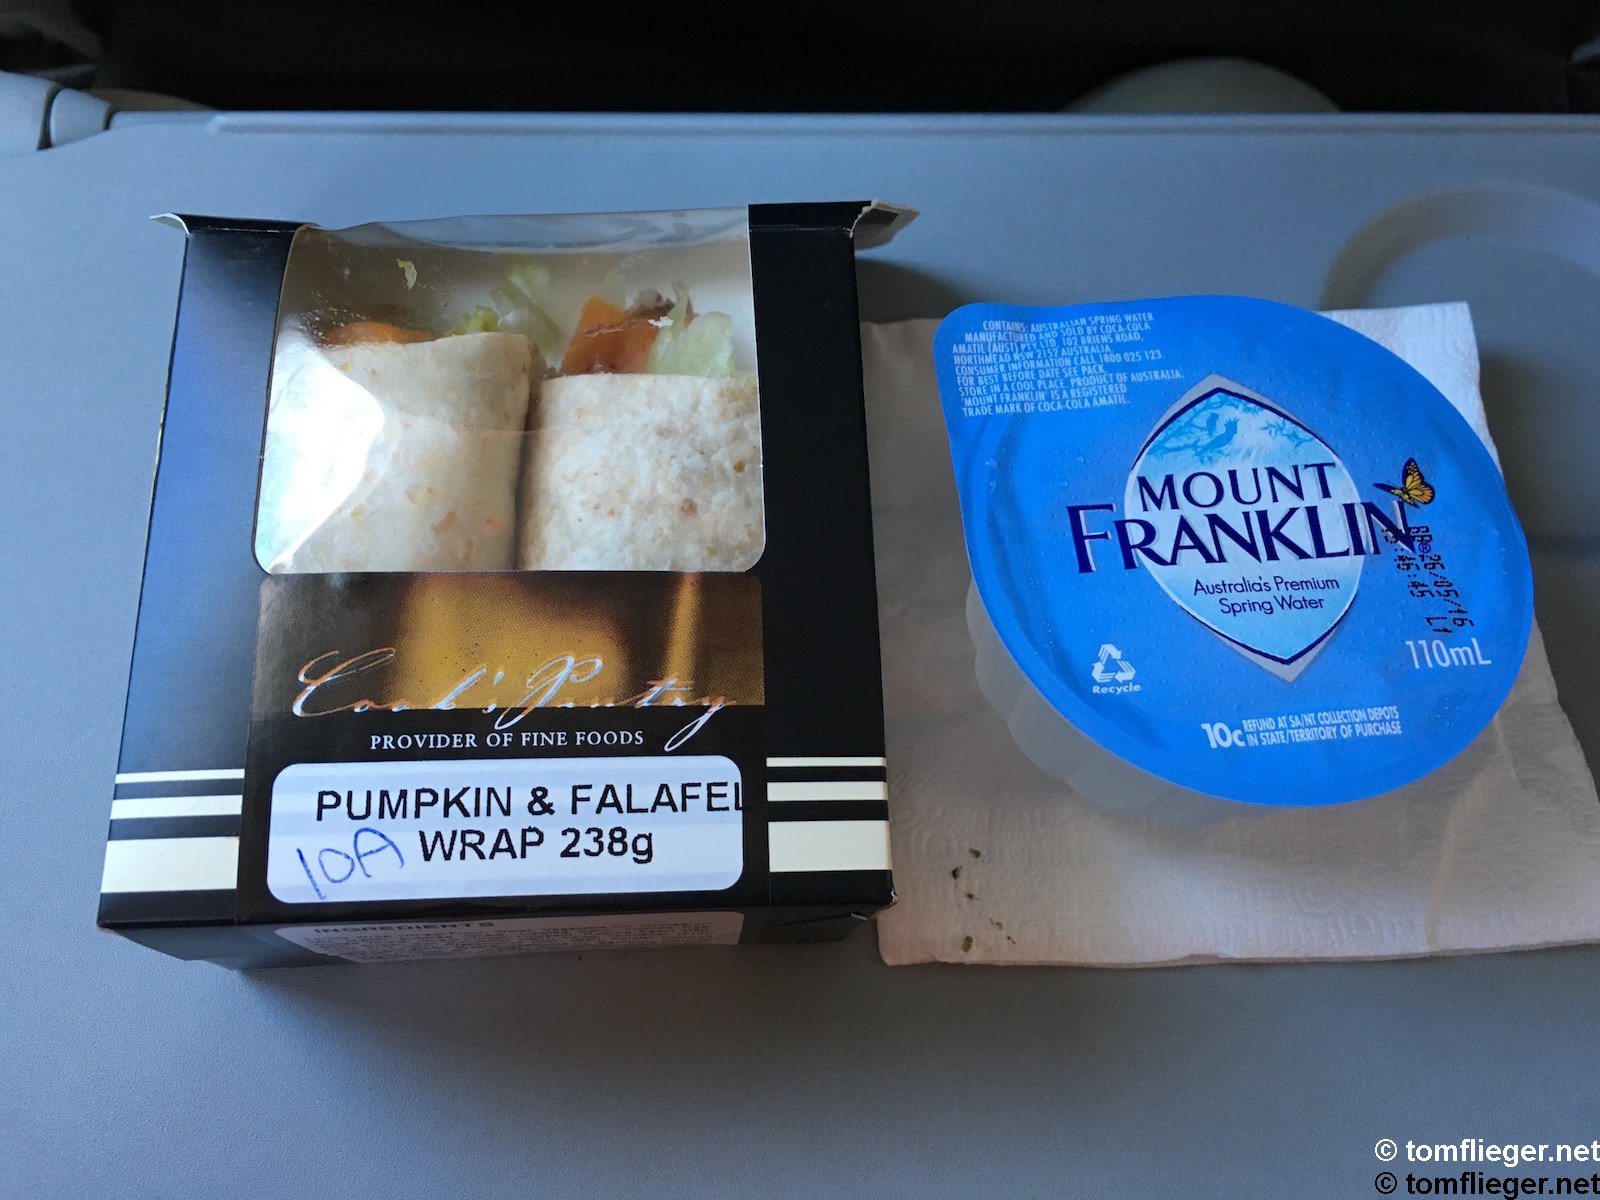 Cook's Pantry
PROVIDER OF FINE FOODS
PUMPKIN & FALAFEL
10A WRAP 238g
INGREDIENTS
CONTAINS: AUSTRALIAN SPRING WATER
MANUFACTURED AND SOLD BY COCA-COLA
AMATIL (AUST) PTY LTD, 102 BRIENS ROAD,
NORTHMEAD NSW 2152 AUSTRALIA
CONSUMER INFORMATION CALL 1800 025 123.
FOR BEST BEFORE DATE SEE PACK.
STORE IN A COOL PLACE. PRODUCT OF AUSTRALIA.
'MOUNT FRANKLIN' IS A REGISTERED
TRADE MARK OF COCA-COLA AMATIL.
MOUNT
FRANKLIN
Australia's Premium
Spring Water
110mL
Recycle
10c REFUND AT SA/NT COLLECTION DEPOTS
IN STATE/TERRITORY OF PURCHASE
© tomflieger.net
© tomflieger.net